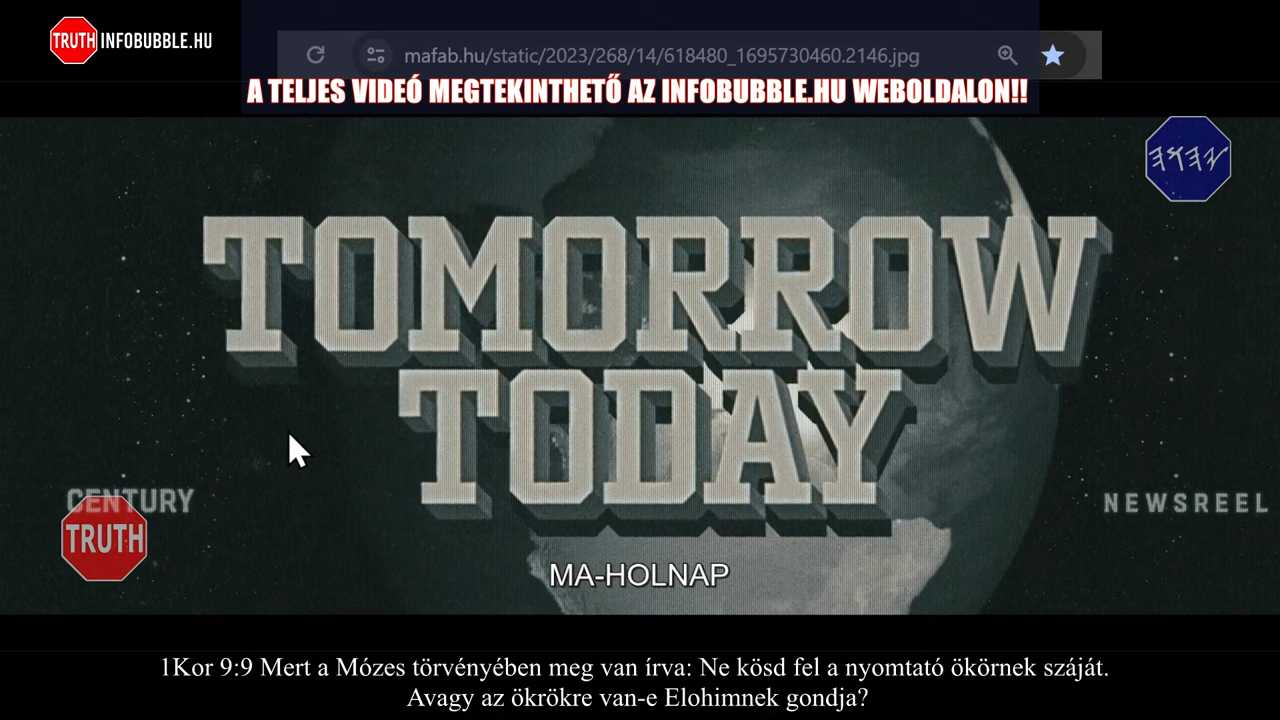 TRUTH INFOBUBBLE.HU
mafab.hu/static/2023/268/14/618480_1695730460.2146.jpg
A TELJES VIDEÓ MEGTEKINTHETŐ AZ INFOBUBBLE.HU WEBOLDALON!!
𐤉𐤄𐤅𐤄
TOMORROW
TODAY
CENTURY
NEWSREEL
TRUTH
MA-HOLNAP
1Kor 9:9 Mert a Mózes törvényében meg van írva: Ne kösd fel a nyomtató ökörnek száját.
Avagy az ökrökre van-e Elohimnek gondja?